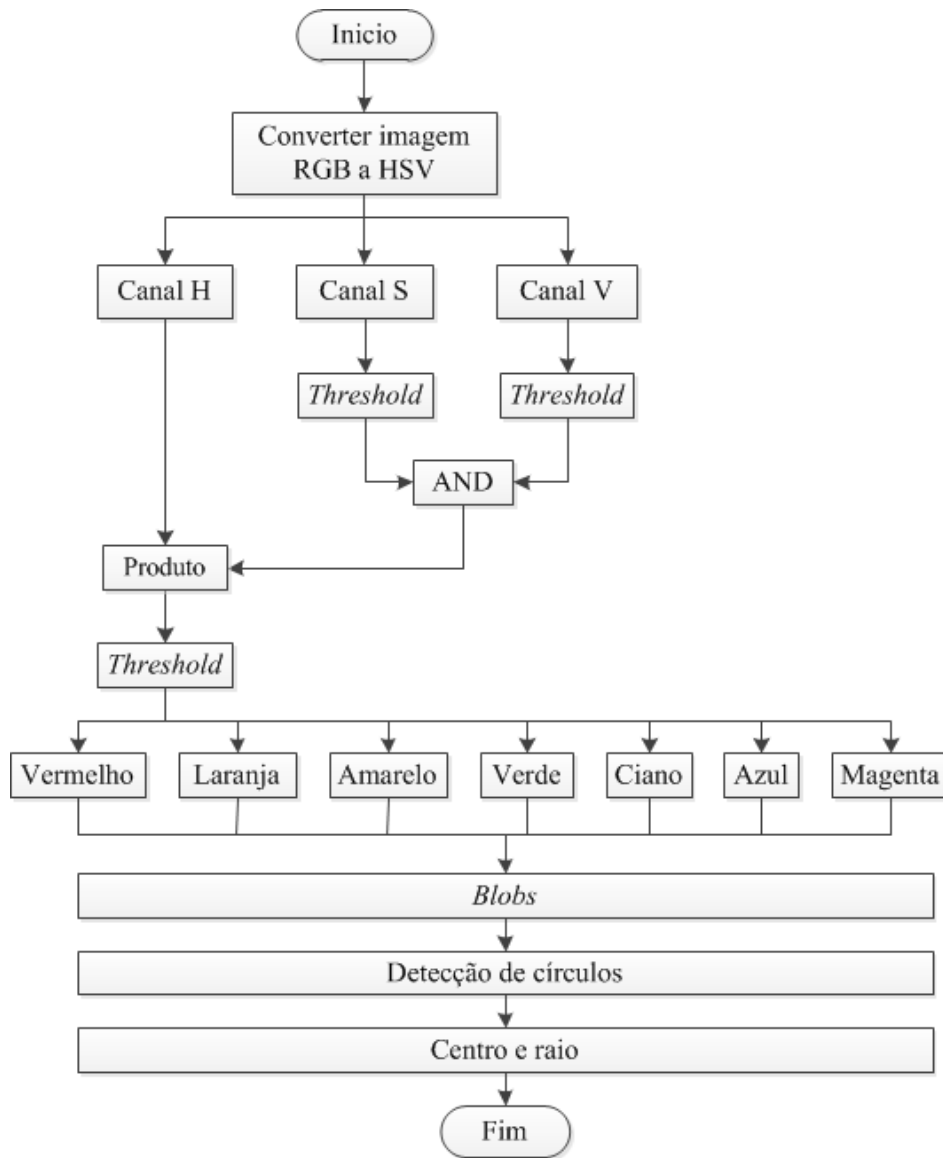 Inicio
Converter imagem
RGB a HSV
Canal H
Canal S
Canal V
Threshold
Threshold
AND
Produto
Threshold
Vermelho
Laranja
Amarelo
Verde
Ciano
Azul
Magenta
Blobs
Detecção de círculos
Centro e raio
Fim